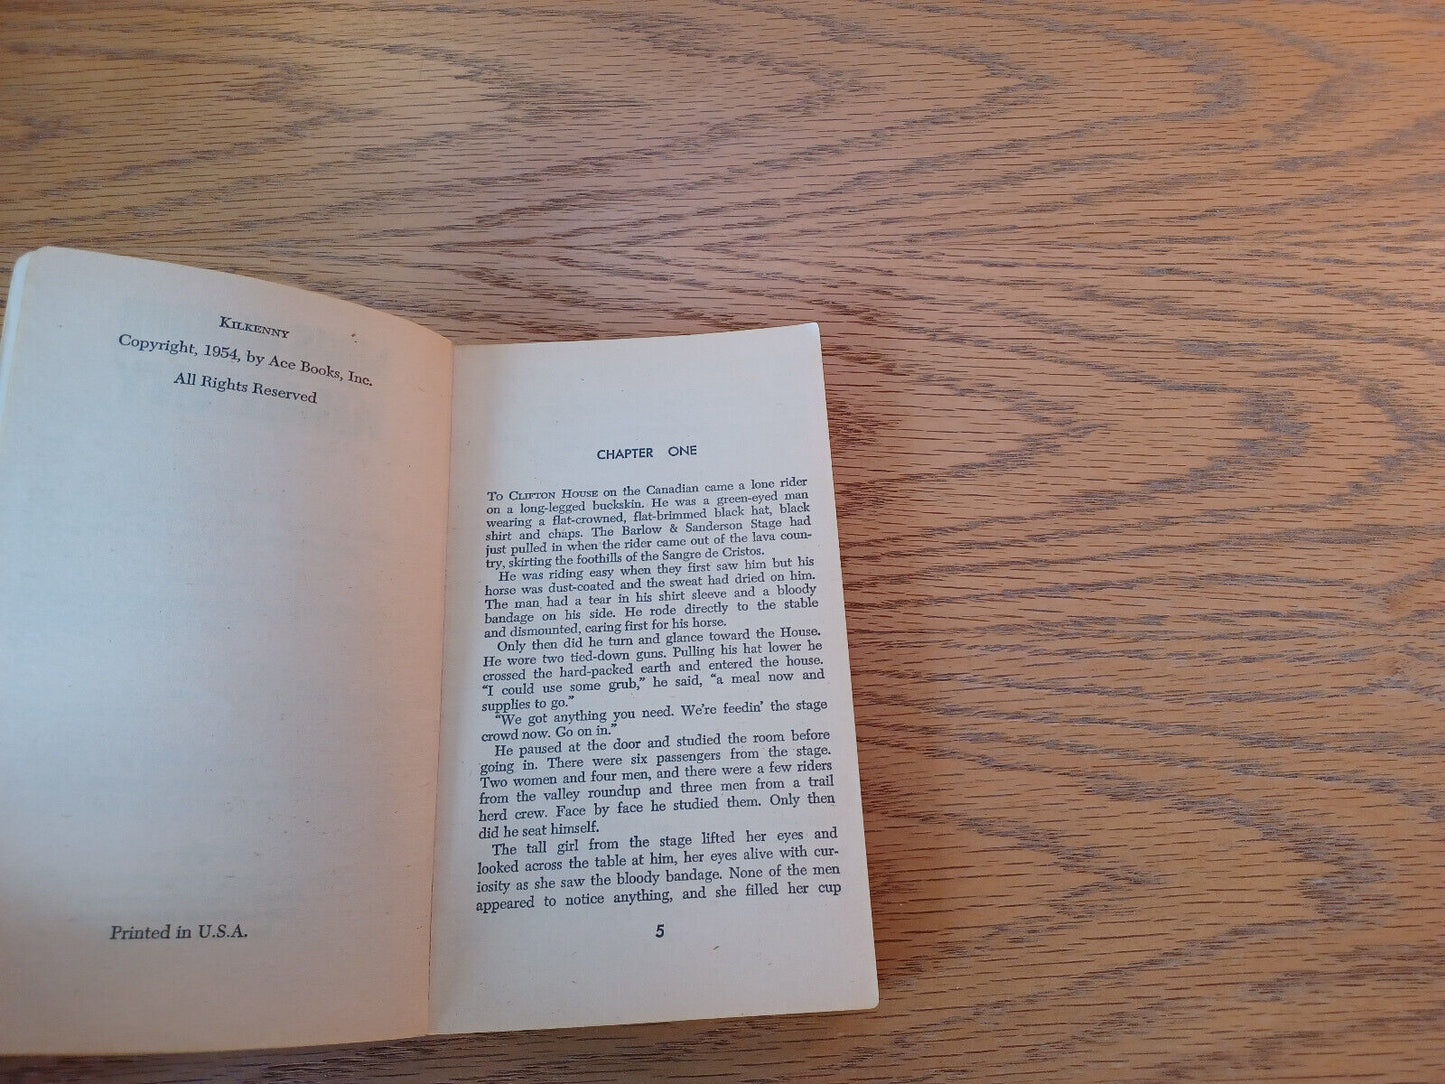 KILKENNY
Copyright, 1954, by Ace Books, Inc.
All Rights Reserved
Printed in U.S.A.
CHAPTER ONE
To CLIFTON HOUSE on the Canadian came a lone rider
on a long-legged buckskin. He was a green-eyed man
wearing a flat-crowned, flat-brimmed black hat, black
shirt and chaps. The Barlow & Sanderson Stage had
just pulled in when the rider came out of the lava coun-
try, skirting the foothills of the Sangre de Cristos.
He was riding easy when they first saw him but his
horse was dust-coated and the sweat had dried on him.
The man had a tear in his shirt sleeve and a bloody
bandage on his side. He rode directly to the stable
and dismounted, caring first for his horse.
Only then did he turn and glance toward the House.
He wore two tied-down guns. Pulling his hat lower he
crossed the hard-packed earth and entered the house.
"I could use some grub," he said, "a meal now and
supplies to go."
"We got anything you need. We're feedin' the stage
crowd now. Go on in."
He paused at the door and studied the room before
going in. There were six passengers from the stage.
Two women and four men, and there were a few riders
from the valley roundup and three men from a trail
herd crew. Face by face he studied them. Only then
did he seat himself.
The tall girl from the stage lifted her eyes and
looked across the table at him, her eyes alive with cur-
iosity as she saw the bloody bandage. None of the men
appeared to notice anything, and she filled her cup
5